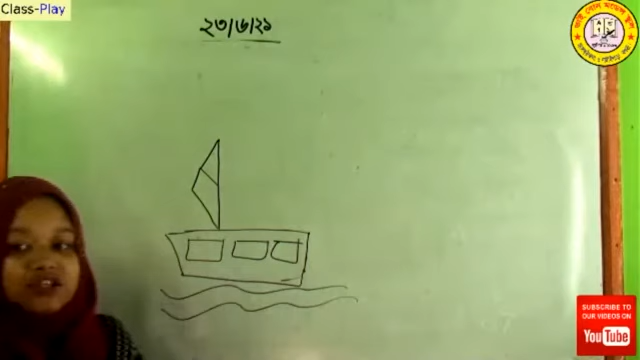 Class-Play
২৩/৬/২১
SUBSCRIBE TO
OUR VIDEOS ON
YouTube